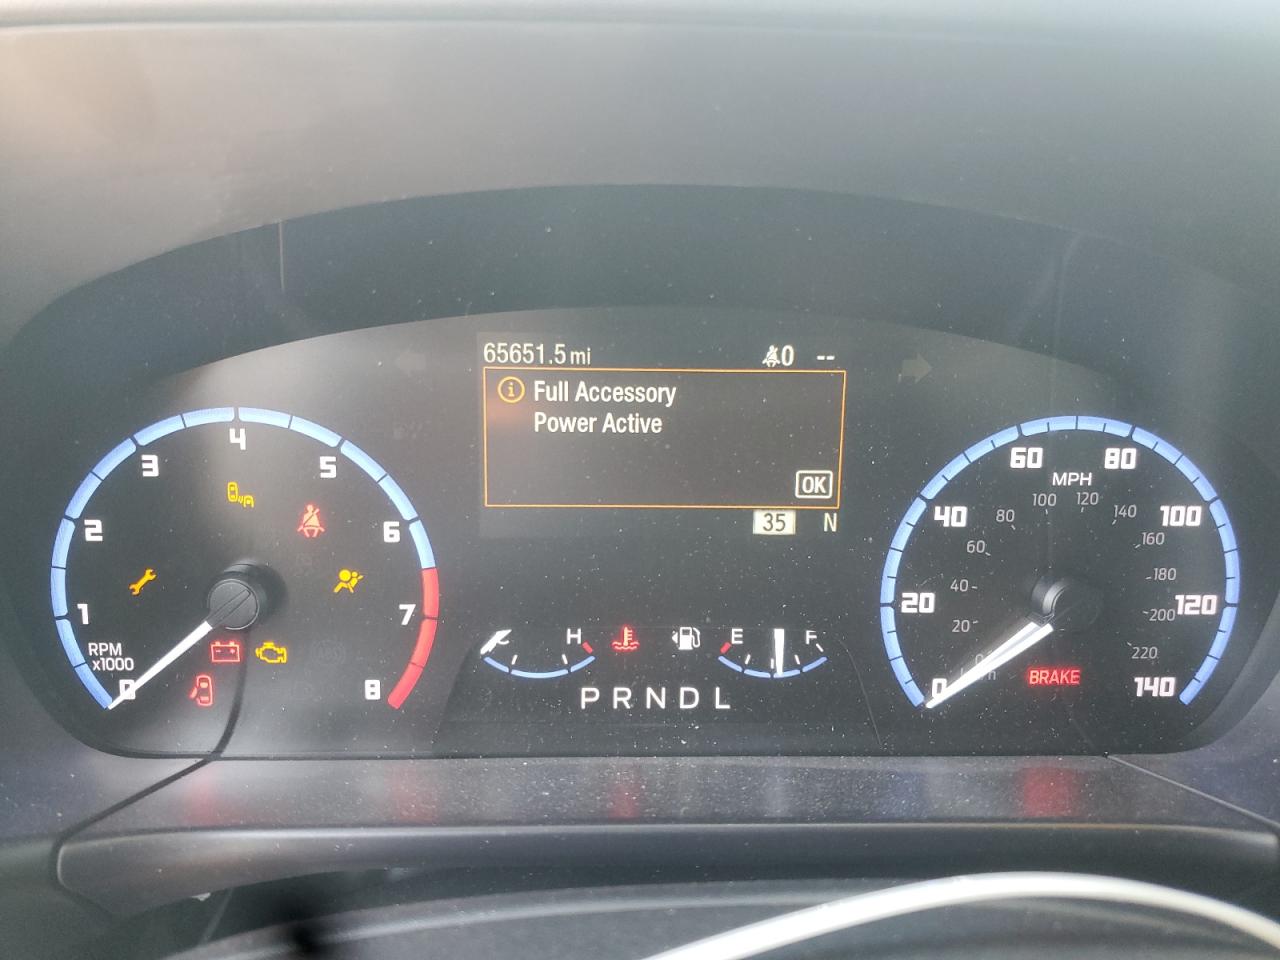 65651.5 mi 0 --
i Full Accessory
Power Active
OK
35 N
0 1 2 3 4 5 6 7 8
RPM
x1000
C H E F
P R N D L
0 20 40 60 80 100 120 140
MPH
20 40 60 80 100 120 140 160 180 200 220
BRAKE